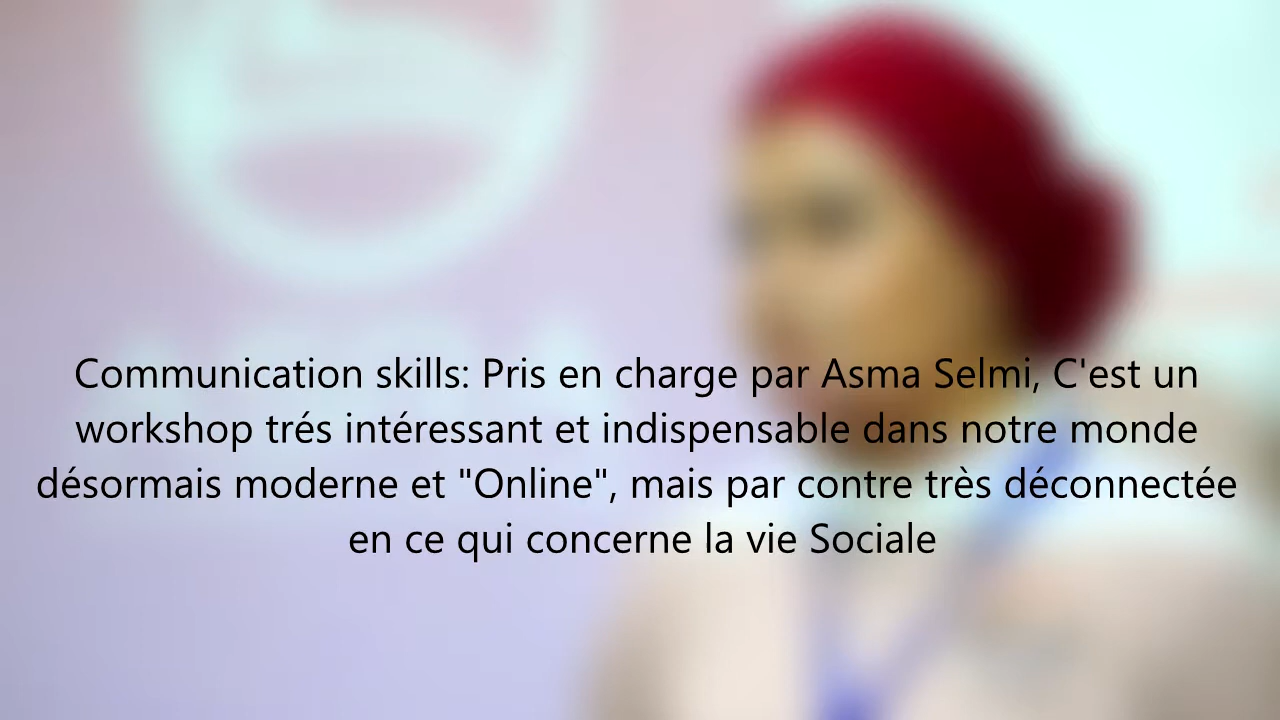 Communication skills: Pris en charge par Asma Selmi, C'est un
workshop trés intéressant et indispensable dans notre monde
désormais moderne et "Online", mais par contre très déconnectée
en ce qui concerne la vie Sociale